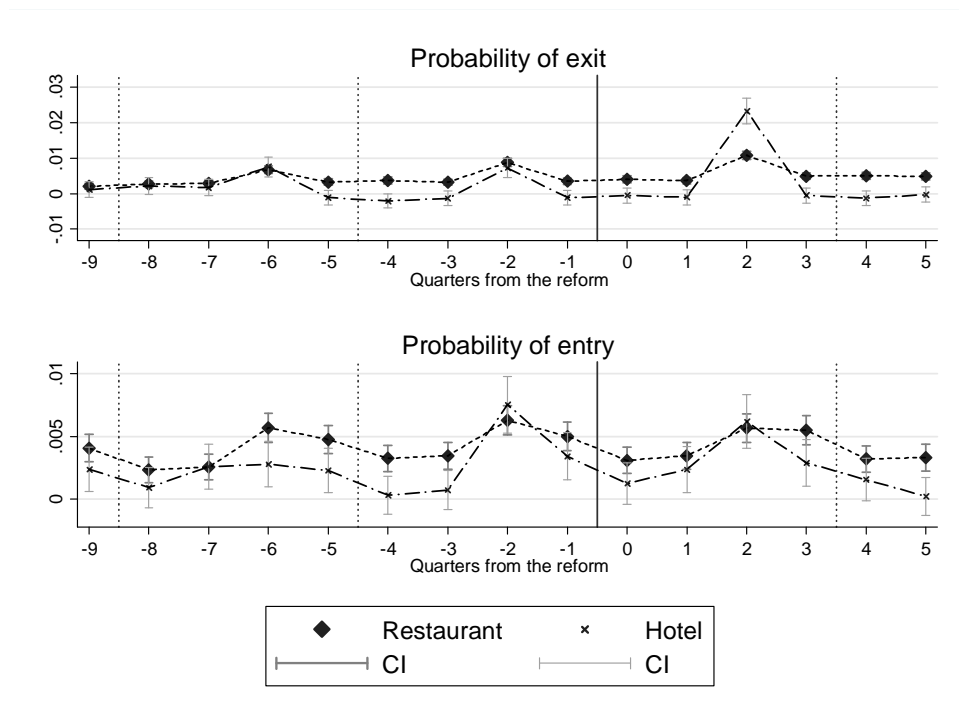 Probability of exit
.03
.02
.01
0
-.01
-9 -8 -7 -6 -5 -4 -3 -2 -1 0 1 2 3 4 5
Quarters from the reform
Probability of entry
.01
.005
0
-9 -8 -7 -6 -5 -4 -3 -2 -1 0 1 2 3 4 5
Quarters from the reform
Restaurant Hotel
CI CI